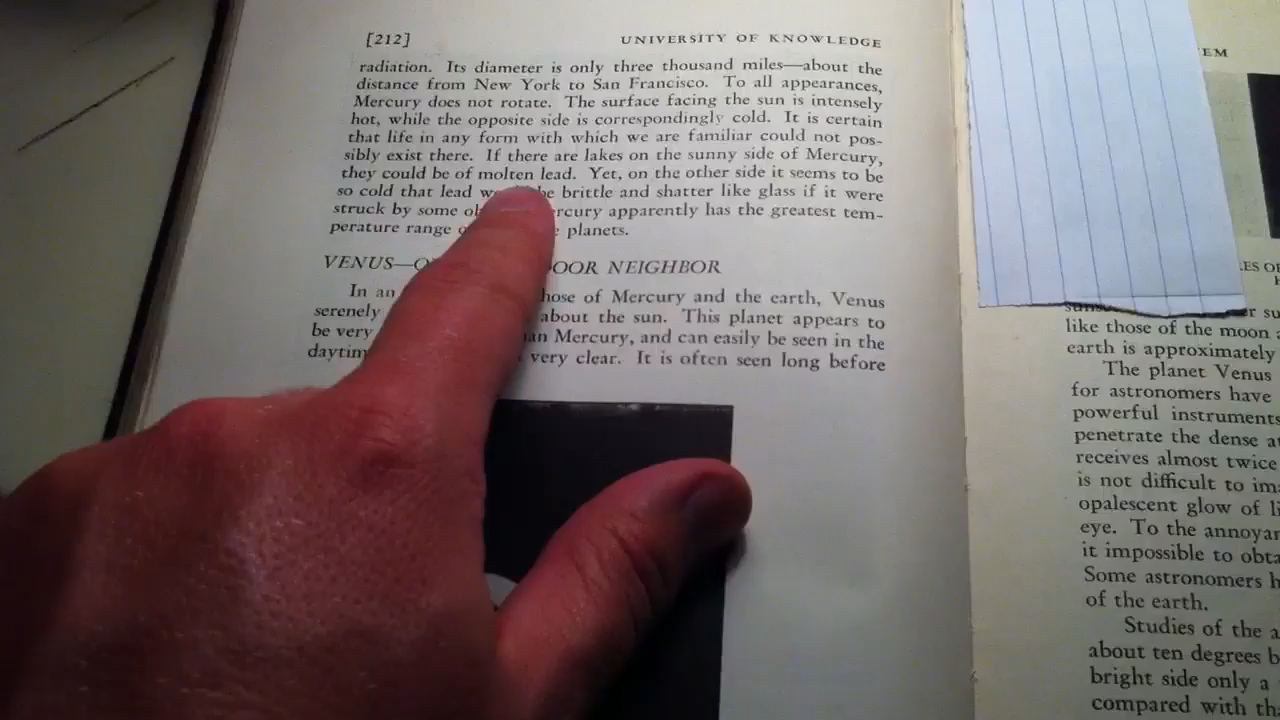 [212] UNIVERSITY OF KNOWLEDGE
radiation. Its diameter is only three thousand miles—about the
distance from New York to San Francisco. To all appearances,
Mercury does not rotate. The surface facing the sun is intensely
hot, while the opposite side is correspondingly cold. It is certain
that life in any form with which we are familiar could not pos-
sibly exist there. If there are lakes on the sunny side of Mercury,
they could be of molten lead. Yet, on the other side it seems to be
so cold that lead be brittle and shatter like glass if it were
struck by some apparently has the greatest tem-
perature range planets.
VENUS— NEIGHBOR
In an of Mercury and the earth, Venus
serenely about the sun. This planet appears to
be very Mercury, and can easily be seen in the
very clear. It is often seen long before
like those of the moon
earth is approximately
The planet Venus
for astronomers have
powerful instruments
penetrate the dense
receives almost twice
is not difficult to
opalescent glow of
eye. To the
it impossible to
Some astronomers
of the earth.
Studies of the
about ten degrees
bright side only a
compared with